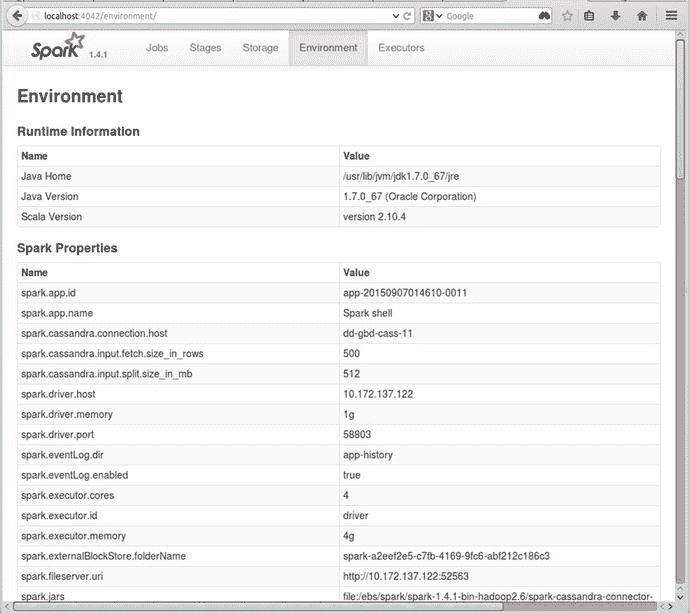 localhost:4042/environment/
Google
Spark 1.4.1
Jobs Stages Storage Environment Executors
Environment
Runtime Information
Name Value
Java Home /usr/lib/jvm/jdk1.7.0_67/jre
Java Version 1.7.0_67 (Oracle Corporation)
Scala Version version 2.10.4
Spark Properties
Name Value
spark.app.id app-20150907014610-0011
spark.app.name Spark shell
spark.cassandra.connection.host dd-gbd-cass-11
spark.cassandra.input.fetch.size_in_rows 500
spark.cassandra.input.split.size_in_mb 512
spark.driver.host 10.172.137.122
spark.driver.memory 1g
spark.driver.port 58803
spark.eventLog.dir app-history
spark.eventLog.enabled true
spark.executor.cores 4
spark.executor.id driver
spark.executor.memory 4g
spark.externalBlockStore.folderName spark-a2eef2e5-c7fb-4169-9fc6-abf212c186c3
spark.fileserver.uri http://10.172.137.122:52563
spark.jars file:/ebs/spark/spark-1.4.1-bin-hadoop2.6/spark-cassandra-connector-